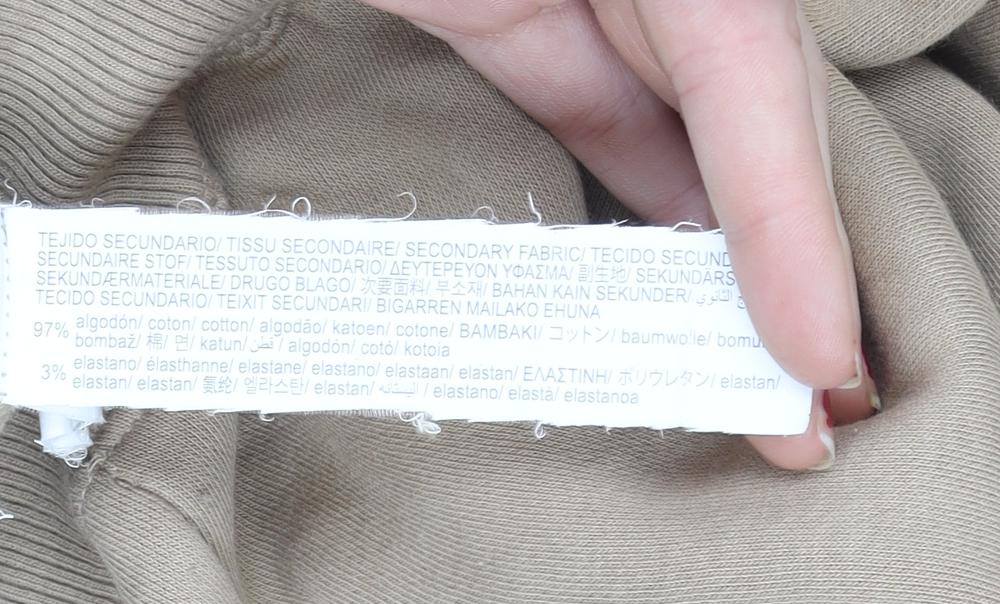 TEJIDO SECUNDARIO/ TISSU SECONDAIRE/ SECONDARY FABRIC/ TECIDO SECUND
SECUNDAIRE STOF/ TESSUTO SECONDARIO/ ΔΕΥΤΕΡΕΥΟΝ ΥΦΑΣΜΑ/ 副生地/ SEKUNDÄRS
SEKUNDÆRMATERIALE/ DRUGO BLAGO/ 次要面料/ 부소재/ BAHAN KAIN SEKUNDER/ الثانوي
TECIDO SECUNDARIO/ TEIXIT SECUNDARI/ BIGARREN MAILAKO EHUNA
97% algodón/ coton/ cotton/ algodão/ katoen/ cotone/ BAMBAKI/ コットン/ baumwolle/ bomu
bombaž/ 棉/ 면/ katun/ قطن / algodón/ cotó/ kotoia
3% elastano/ élasthanne/ elastane/ elastano/ elastaan/ elastan/ ΕΛΑΣΤΙΝΗ/ ポリウレタン/ elastan/
elastan/ elastan/ 氨纶/ 엘라스탄/ elastan/ / elastano/ elastà/ elastanoa